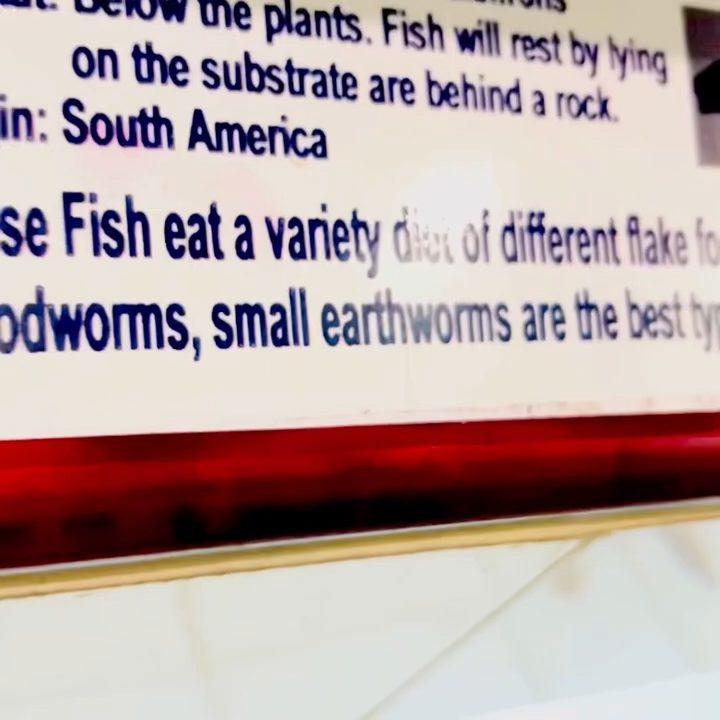 Below the plants. Fish will rest by lying
on the substrate are behind a rock.
in: South America
se Fish eat a variety diet of different flake fo
odworms, small earthworms are the best typ